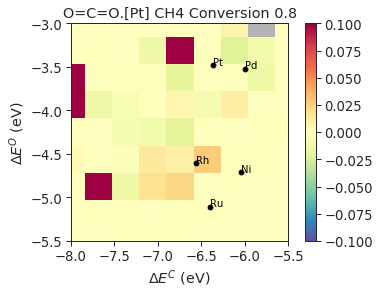 O=C=O.[Pt] CH4 Conversion 0.8
−3.0
−3.5
−4.0
−4.5
−5.0
−5.5
ΔE^O (eV)
Pt
Pd
Rh
Ni
Ru
−8.0 −7.5 −7.0 −6.5 −6.0 −5.5
ΔE^C (eV)
0.100
0.075
0.050
0.025
0.000
−0.025
−0.050
−0.075
−0.100